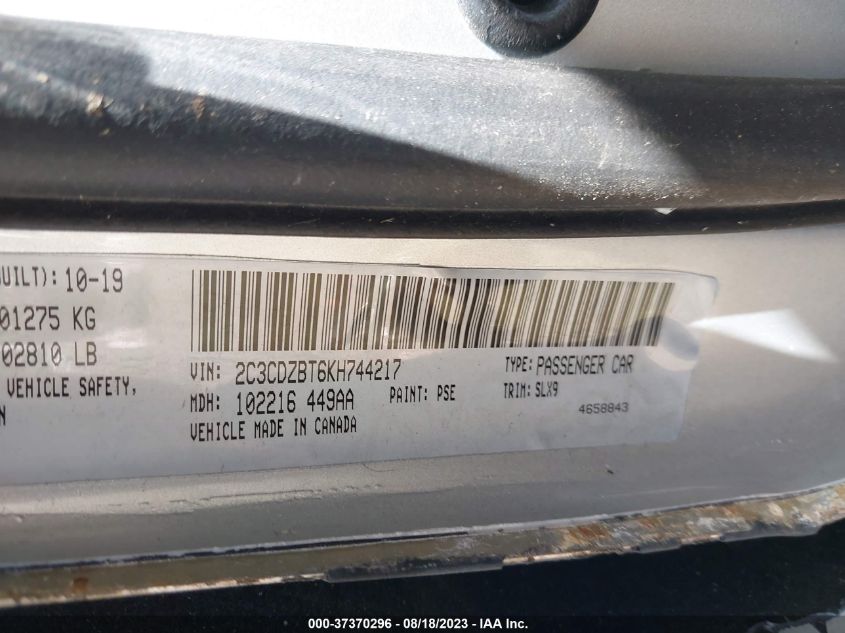 BUILT): 10-19
01275 KG
02810 LB
VEHICLE SAFETY,
N
VIN: 2C3CDZBT6KH744217
TYPE: PASSENGER CAR
MDH: 102216 449AA
PAINT: PSE
TRIM: SLX9
VEHICLE MADE IN CANADA
4658843
000-37370296 - 08/18/2023 - IAA Inc.